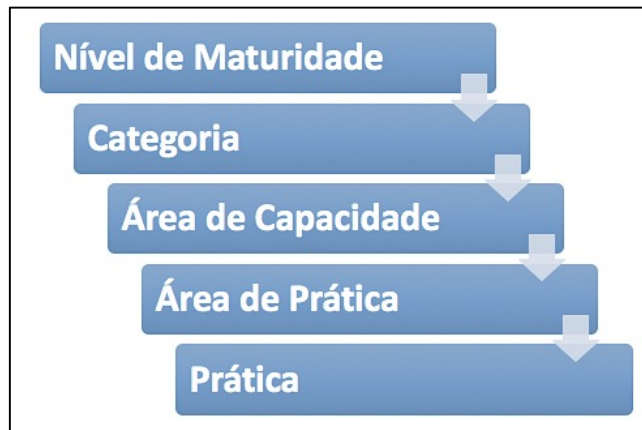 Nível de Maturidade
Categoria
Área de Capacidade
Área de Prática
Prática